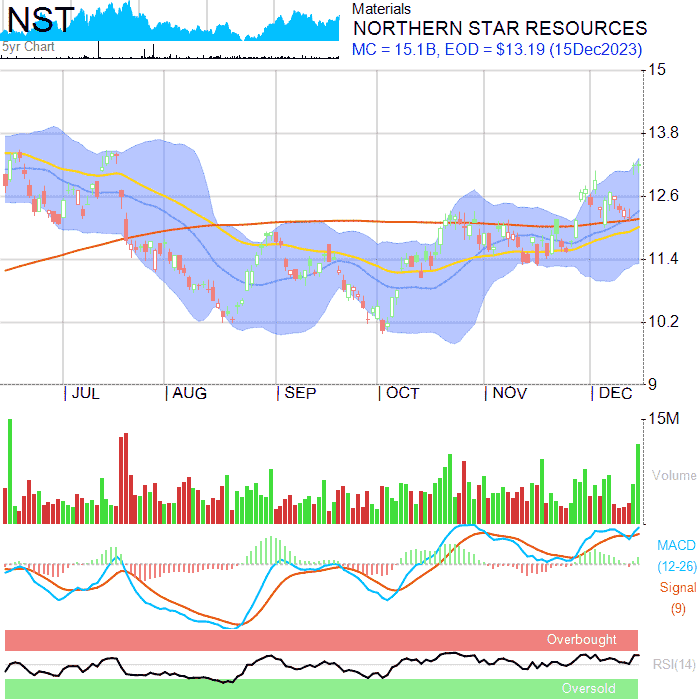 NST
5yr Chart
Materials
NORTHERN STAR RESOURCES
MC = 15.1B, EOD = $13.19 (15Dec2023)
15
13.8
12.6
11.4
10.2
9
JUL AUG SEP OCT NOV DEC
15M
Volume
MACD
(12-26)
Signal
(9)
Overbought
RSI(14)
Oversold